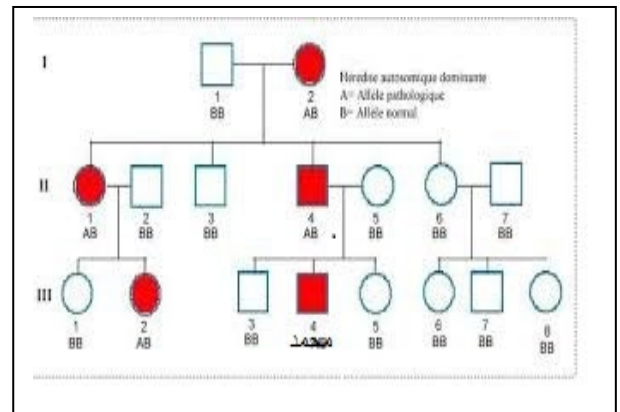 I
1
BB
2
AB
Hérédité autosomique dominante
A= Allèle pathologique
B= Allèle normal
II
1
AB
2
BB
3
BB
4
AB
5
BB
6
BB
7
BB
III
1
BB
2
AB
3
BB
4
5
BB
6
BB
7
BB
8
BB